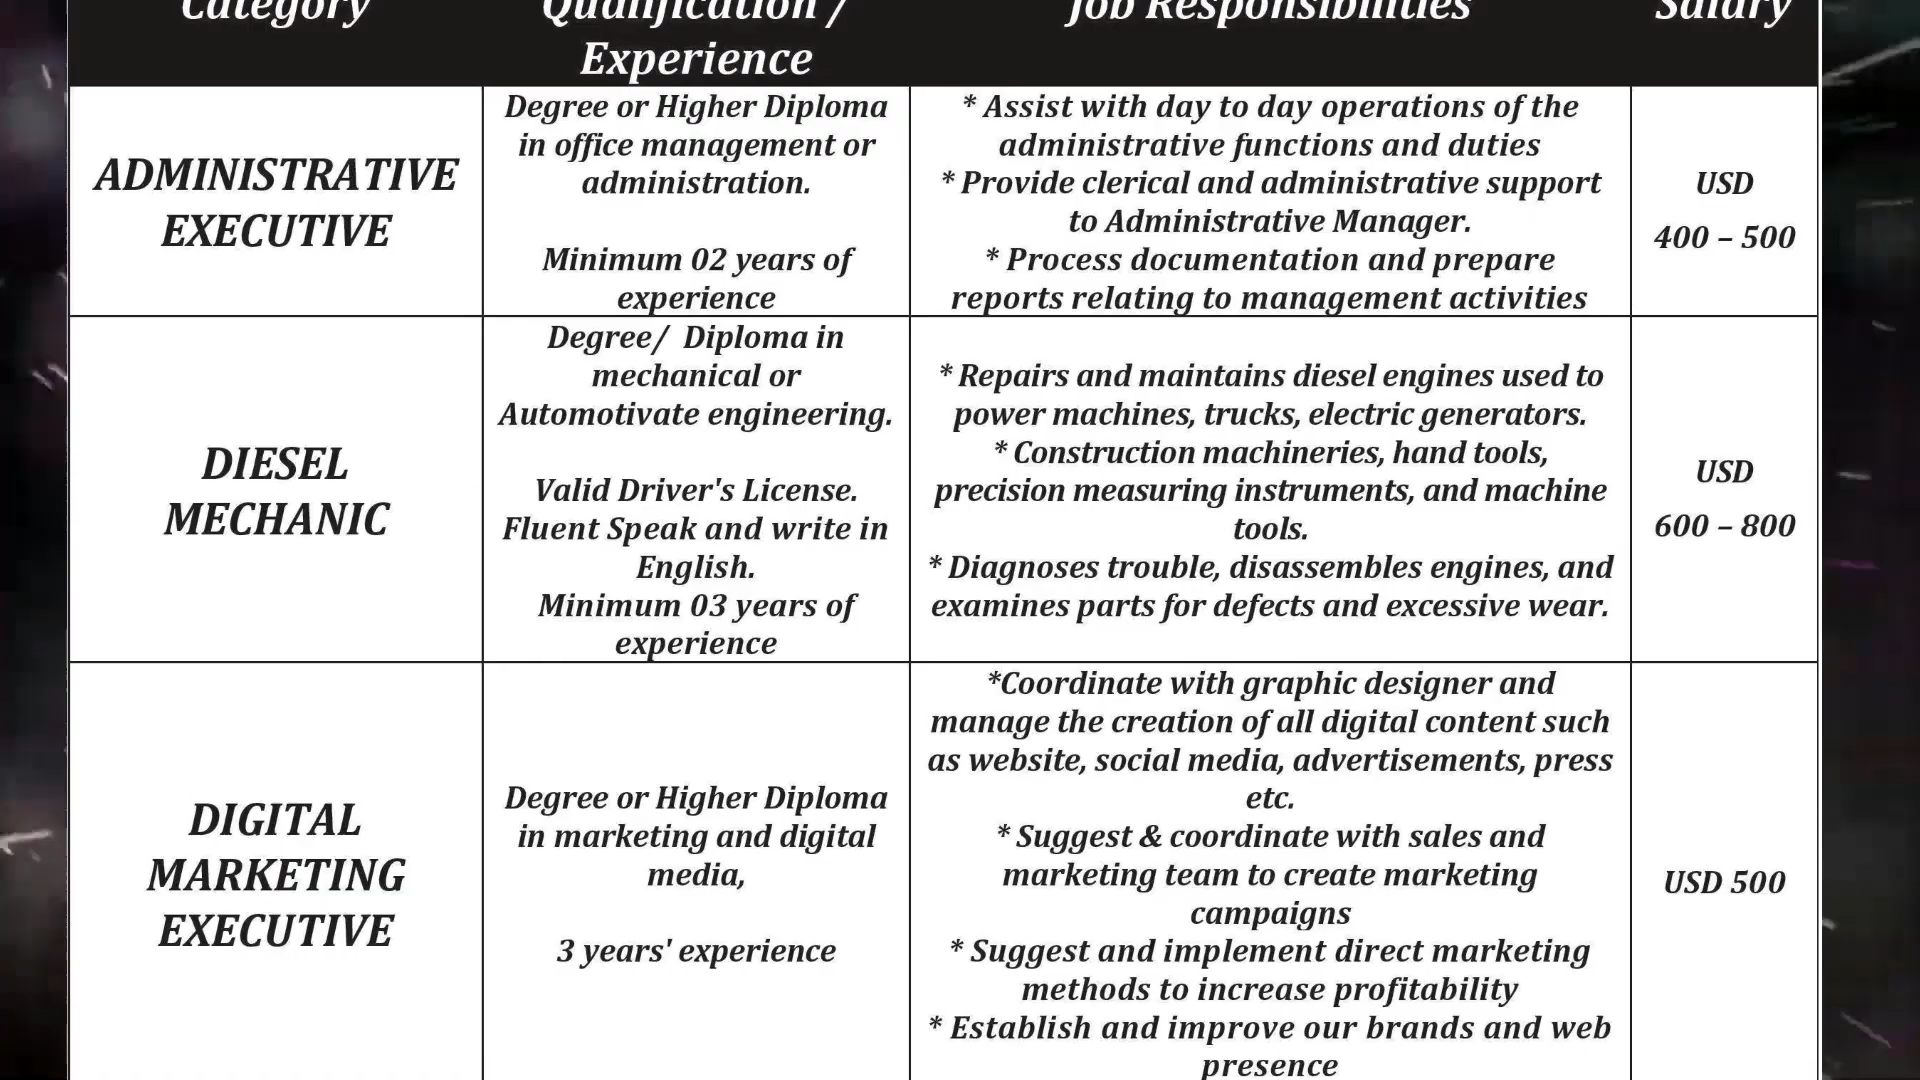 Category
Qualification /
Experience
Job Responsibilities
Salary
ADMINISTRATIVE
EXECUTIVE
Degree or Higher Diploma
in office management or
administration.
Minimum 02 years of
experience
* Assist with day to day operations of the
administrative functions and duties
* Provide clerical and administrative support
to Administrative Manager.
* Process documentation and prepare
reports relating to management activities
USD
400 – 500
DIESEL
MECHANIC
Degree/ Diploma in
mechanical or
Automotivate engineering.
Valid Driver's License.
Fluent Speak and write in
English.
Minimum 03 years of
experience
* Repairs and maintains diesel engines used to
power machines, trucks, electric generators.
* Construction machineries, hand tools,
precision measuring instruments, and machine
tools.
* Diagnoses trouble, disassembles engines, and
examines parts for defects and excessive wear.
USD
600 – 800
DIGITAL
MARKETING
EXECUTIVE
Degree or Higher Diploma
in marketing and digital
media,
3 years' experience
*Coordinate with graphic designer and
manage the creation of all digital content such
as website, social media, advertisements, press
etc.
* Suggest & coordinate with sales and
marketing team to create marketing
campaigns
* Suggest and implement direct marketing
methods to increase profitability
* Establish and improve our brands and web
presence
USD 500